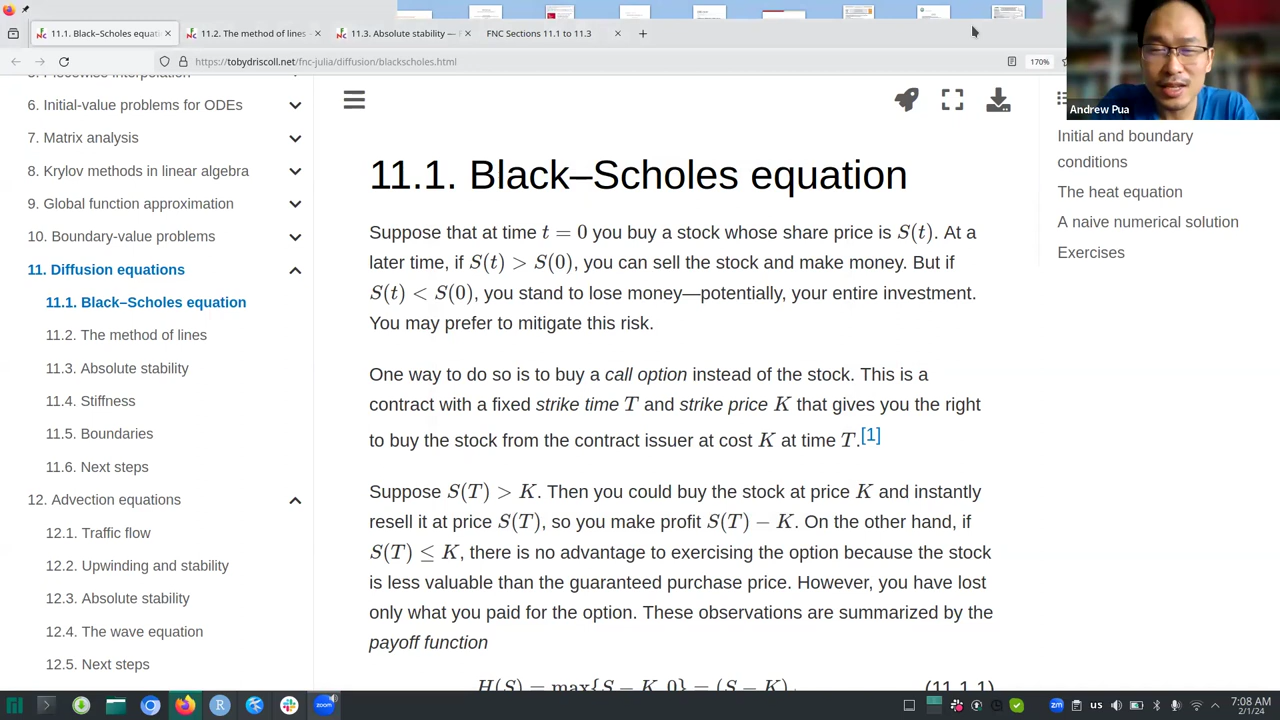 11.1. Black–Scholes equati
11.2. The method of lines
11.3. Absolute stability —
FNC Sections 11.1 to 11.3
https://tobydriscoll.net/fnc-julia/diffusion/blackscholes.html
170%
Andrew Pua
5. Piecewise interpolation
6. Initial-value problems for ODEs
7. Matrix analysis
8. Krylov methods in linear algebra
9. Global function approximation
10. Boundary-value problems
11. Diffusion equations
11.1. Black–Scholes equation
11.2. The method of lines
11.3. Absolute stability
11.4. Stiffness
11.5. Boundaries
11.6. Next steps
12. Advection equations
12.1. Traffic flow
12.2. Upwinding and stability
12.3. Absolute stability
12.4. The wave equation
12.5. Next steps
11.1. Black–Scholes equation
Suppose that at time t = 0 you buy a stock whose share price is S(t). At a
later time, if S(t) > S(0), you can sell the stock and make money. But if
S(t) < S(0), you stand to lose money—potentially, your entire investment.
You may prefer to mitigate this risk.
One way to do so is to buy a call option instead of the stock. This is a
contract with a fixed strike time T and strike price K that gives you the right
to buy the stock from the contract issuer at cost K at time T.[1]
Suppose S(T) > K. Then you could buy the stock at price K and instantly
resell it at price S(T), so you make profit S(T) − K. On the other hand, if
S(T) ≤ K, there is no advantage to exercising the option because the stock
is less valuable than the guaranteed purchase price. However, you have lost
only what you paid for the option. These observations are summarized by the
payoff function
H(S) = max{S − K, 0} = (S − K)
(11.1.1)
Initial and boundary
conditions
The heat equation
A naive numerical solution
Exercises
zoom
zm
us
7:08 AM
2/1/24